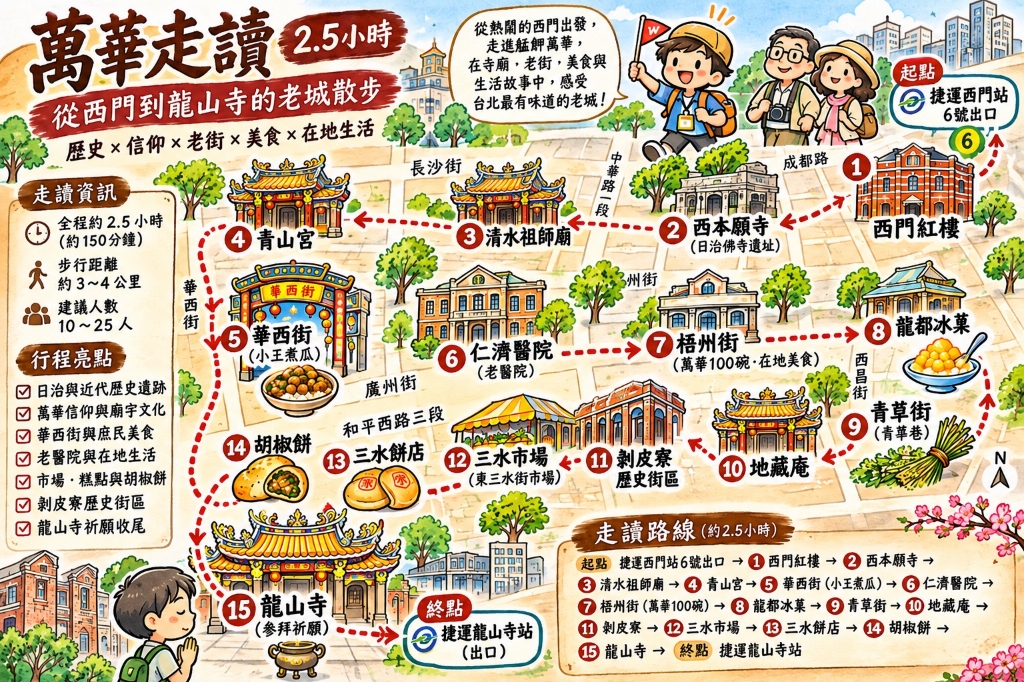 萬華走讀
2.5小時
從西門到龍山寺的老城散步
歷史×信仰×老街×美食×在地生活
從熱鬧的西門出發，
走進艋舺萬華，
在寺廟·老街，美食與
生活故事中，感受
台北最有味道的老城！
W
起點
捷運西門站
6號出口
6
走讀資訊
全程約2.5小時
(約150分鐘)
步行距離
約3～4公里
建議人數
10～25人
行程亮點
日治與近代歷史遺跡
萬華信仰與廟宇文化
華西街與庶民美食
老醫院與在地生活
市場·糕點與胡椒餅
剝皮寮歷史街區
龍山寺祈願收尾
長沙街
中華路一段
成都路
1 西門紅樓
2 西本願寺
(日治佛寺遺址)
3 清水祖師廟
4 青山宮
華西街
華西街
5 華西街
(小王煮瓜)
6 仁濟醫院
(老醫院)
州街
7 梧州街
(萬華100碗·在地美食)
8 龍都冰菓
西昌街
廣州街
和平西路三段
9 青草街
(青草巷)
10 地藏庵
11 剝皮寮
歷史街區
12 三水市場
(東三水街市場)
13 三水餅店
14 胡椒餅
15 龍山寺
(參拜祈願)
終點
捷運龍山寺站
(出口)
N
走讀路線(約2.5小時)
起點 捷運西門站6號出口 → 1 西門紅樓 → 2 西本願寺 →
3 清水祖師廟 → 4 青山宮 → 5 華西街(小王煮瓜) → 6 仁濟醫院 →
7 梧州街(萬華100碗) → 8 龍都冰菓 → 9 青草街 → 10 地藏庵 →
11 剝皮寮 → 12 三水市場 → 13 三水餅店 → 14 胡椒餅 →
15 龍山寺 → 終點 捷運龍山寺站